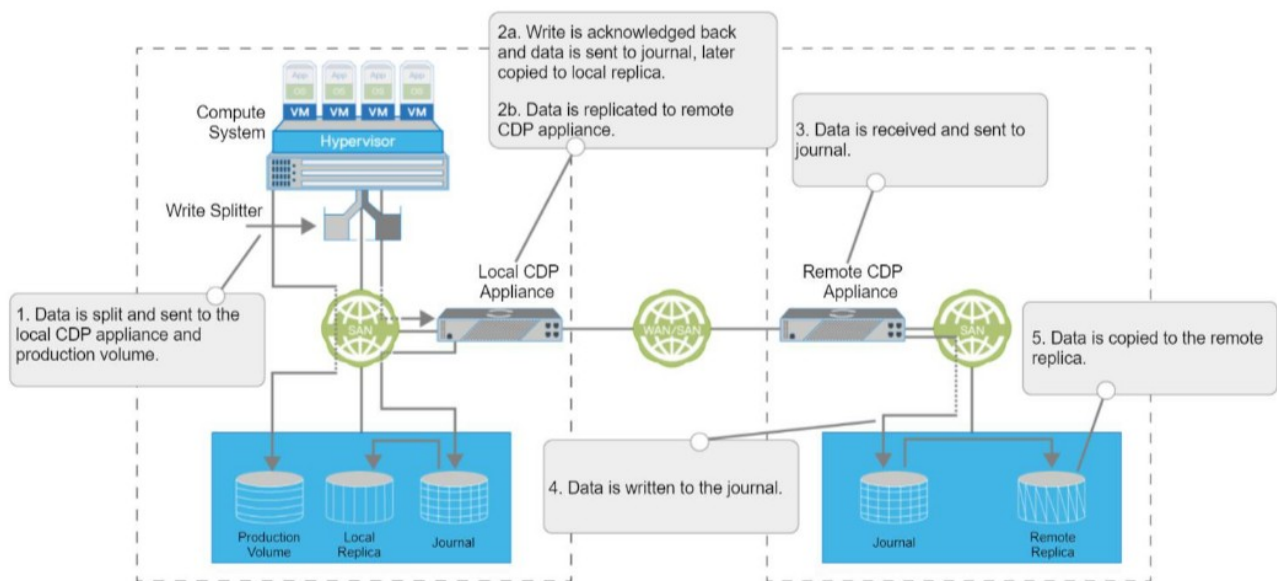 2a. Write is acknowledged back
and data is sent to journal, later
copied to local replica.
2b. Data is replicated to remote
CDP appliance.
App App App App
OS OS OS OS
VM VM VM VM
Compute
System
Hypervisor
3. Data is received and sent to
journal.
Write Splitter
Local CDP
Appliance
Remote CDP
Appliance
1. Data is split and sent to the
local CDP appliance and
production volume.
SAN
WAN/SAN
SAN
5. Data is copied to the remote
replica.
4. Data is written to the journal.
Production
Volume
Local
Replica
Journal
Journal
Remote
Replica